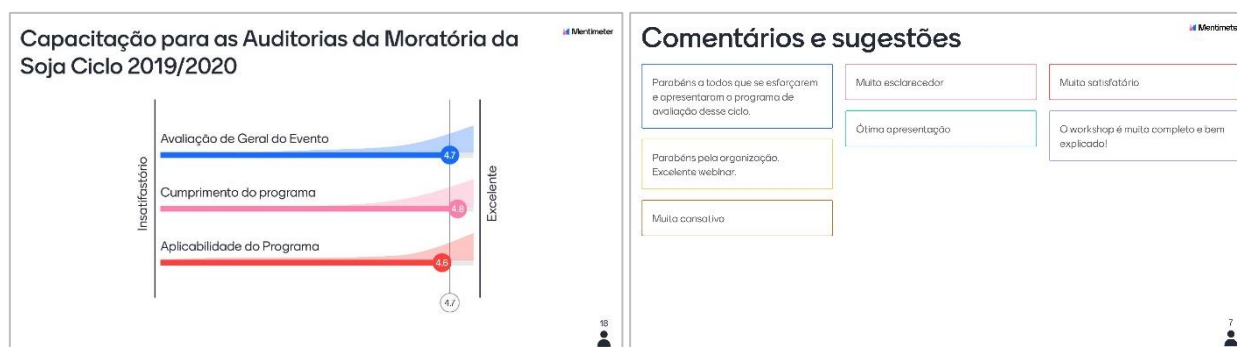 Capacitação para as Auditorias da Moratória da
Soja Ciclo 2019/2020
Mentimeter
Insatifastório
Avaliação de Geral do Evento
4.7
Cumprimento do programa
4.8
Aplicabilidade do Programa
4.6
Excelente
4.7
18
Comentários e sugestões
Mentimeter
Parabéns a todos que se esforçarem
e apresentaram o programa de
avaliação desse ciclo.
Parabéns pela organização.
Excelente webinar.
Muito cansativo
Muito esclarecedor
Ótima apresentação
Muito satisfatório
O workshop é muito completo e bem
explicado!
7